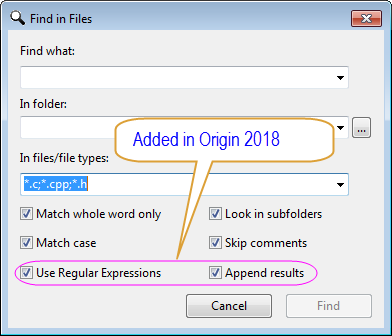 Find in Files
Find what:
In folder:
...
Added in Origin 2018
In files/file types:
*.c;*.cpp;*.h
Match whole word only
Look in subfolders
Match case
Skip comments
Use Regular Expressions
Append results
Cancel
Find